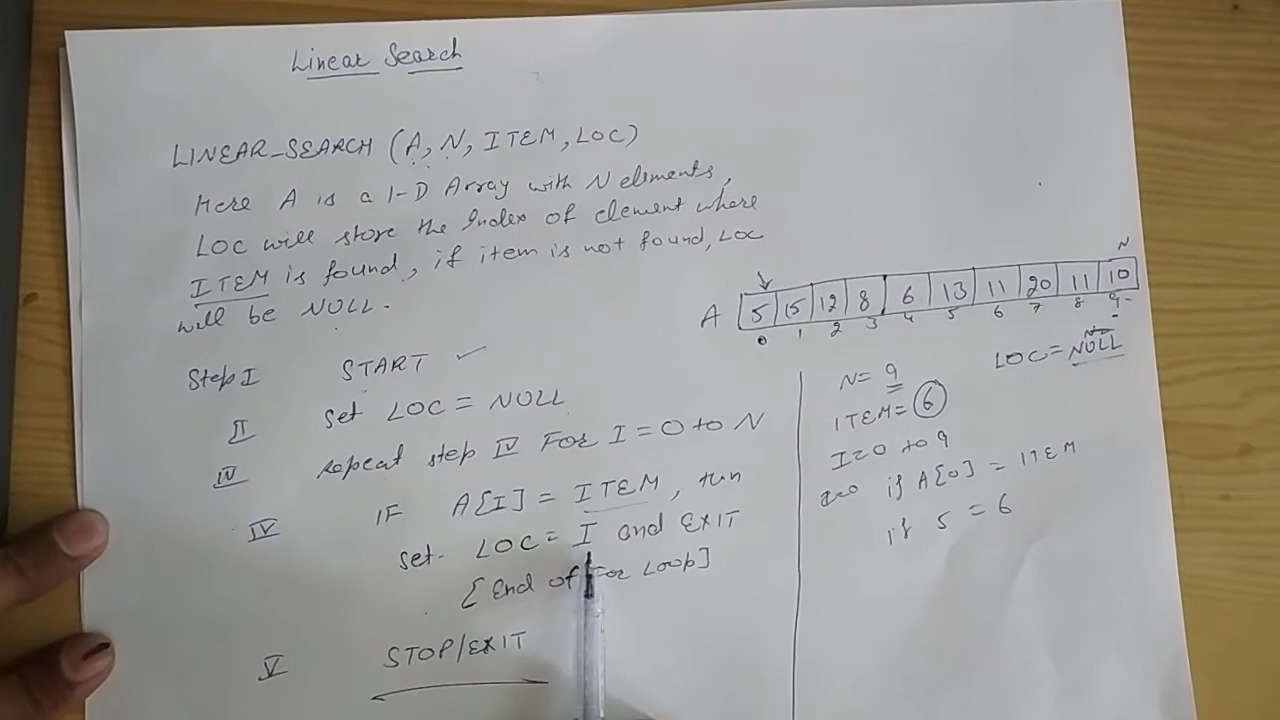 Linear Search
LINEAR_SEARCH (A, N, ITEM, LOC)
Here A is a 1-D Array with N elements,
LOC will store the Index of element where
ITEM is found, if item is not found, LOC
will be NULL.
Step I START ✓
II Set LOC = NULL
IV Repeat step IV For I=0 to N
IV IF A[I] = ITEM, then
Set LOC = I and EXIT
[End of For Loop]
V STOP/EXIT
N
A 5 15 12 8 6 13 11 20 11 10
0 1 2 3 4 5 6 7 8 9
LOC = NULL
N = 9
ITEM = 6
I=0 to 9
I=0 if A[0] = ITEM
if 5 = 6